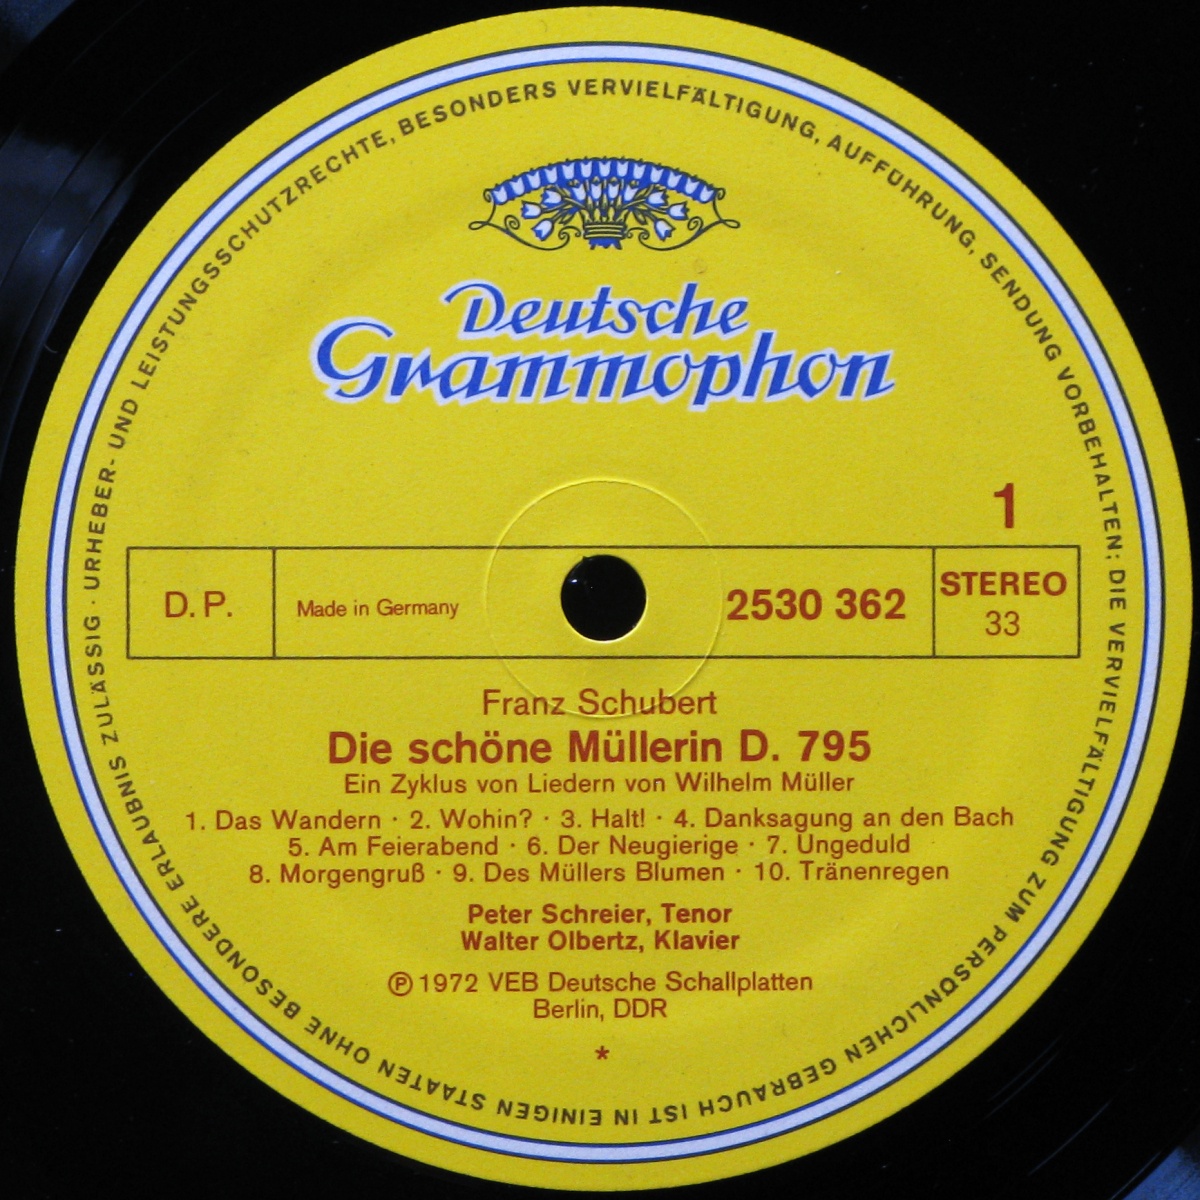 URHEBER- UND LEISTUNGSSCHUTZRECHTE, BESONDERS VERVIELFÄLTIGUNG, AUFFÜHRUNG, SENDUNG VORBEHALTEN; DIE VERVIELFÄLTIGUNG ZUM PERSÖNLICHEN GEBRAUCH IST IN EINIGEN STAATEN OHNE BESONDERE ERLAUBNIS ZULÄSSIG ·
Deutsche
Grammophon
1
D. P. Made in Germany 2530 362 STEREO
33
Franz Schubert
Die schöne Müllerin D. 795
Ein Zyklus von Liedern von Wilhelm Müller
1. Das Wandern · 2. Wohin? · 3. Halt! · 4. Danksagung an den Bach
5. Am Feierabend · 6. Der Neugierige · 7. Ungeduld
8. Morgengruß · 9. Des Müllers Blumen · 10. Tränenregen
Peter Schreier, Tenor
Walter Olbertz, Klavier
℗ 1972 VEB Deutsche Schallplatten
Berlin, DDR
*